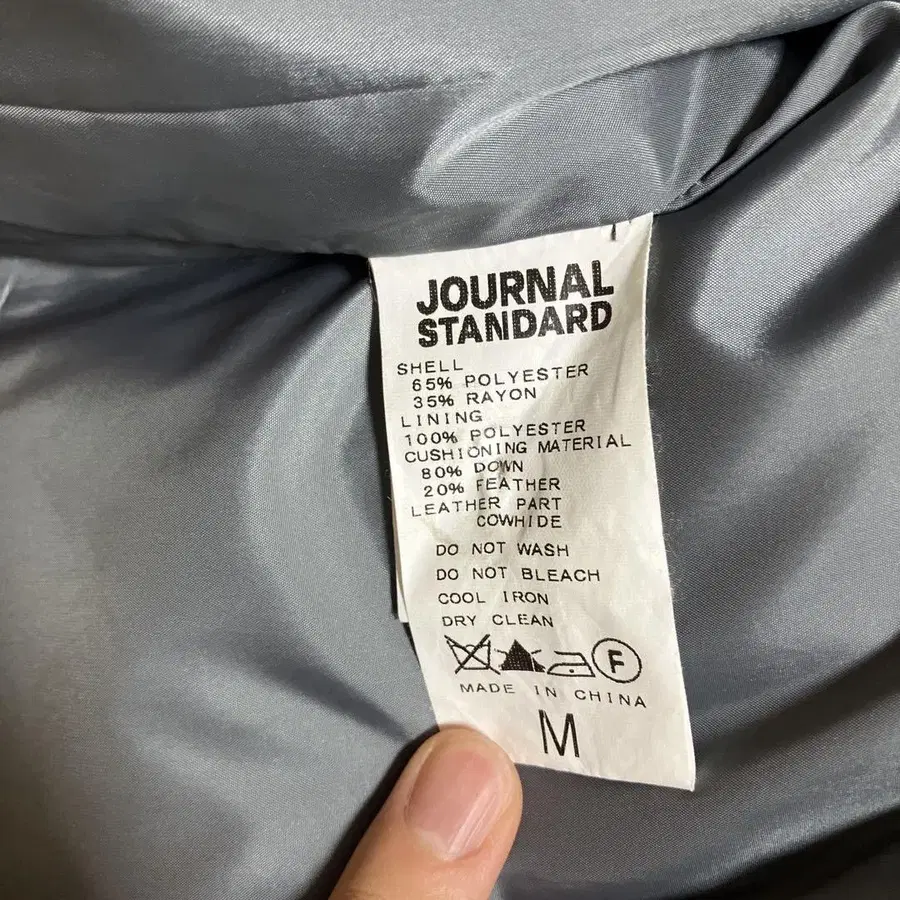 JOURNAL
STANDARD
SHELL
65% POLYESTER
35% RAYON
LINING
100% POLYESTER
CUSHIONING MATERIAL
80% DOWN
20% FEATHER
LEATHER PART
COWHIDE
DO NOT WASH
DO NOT BLEACH
COOL IRON
DRY CLEAN
F
MADE IN CHINA
M